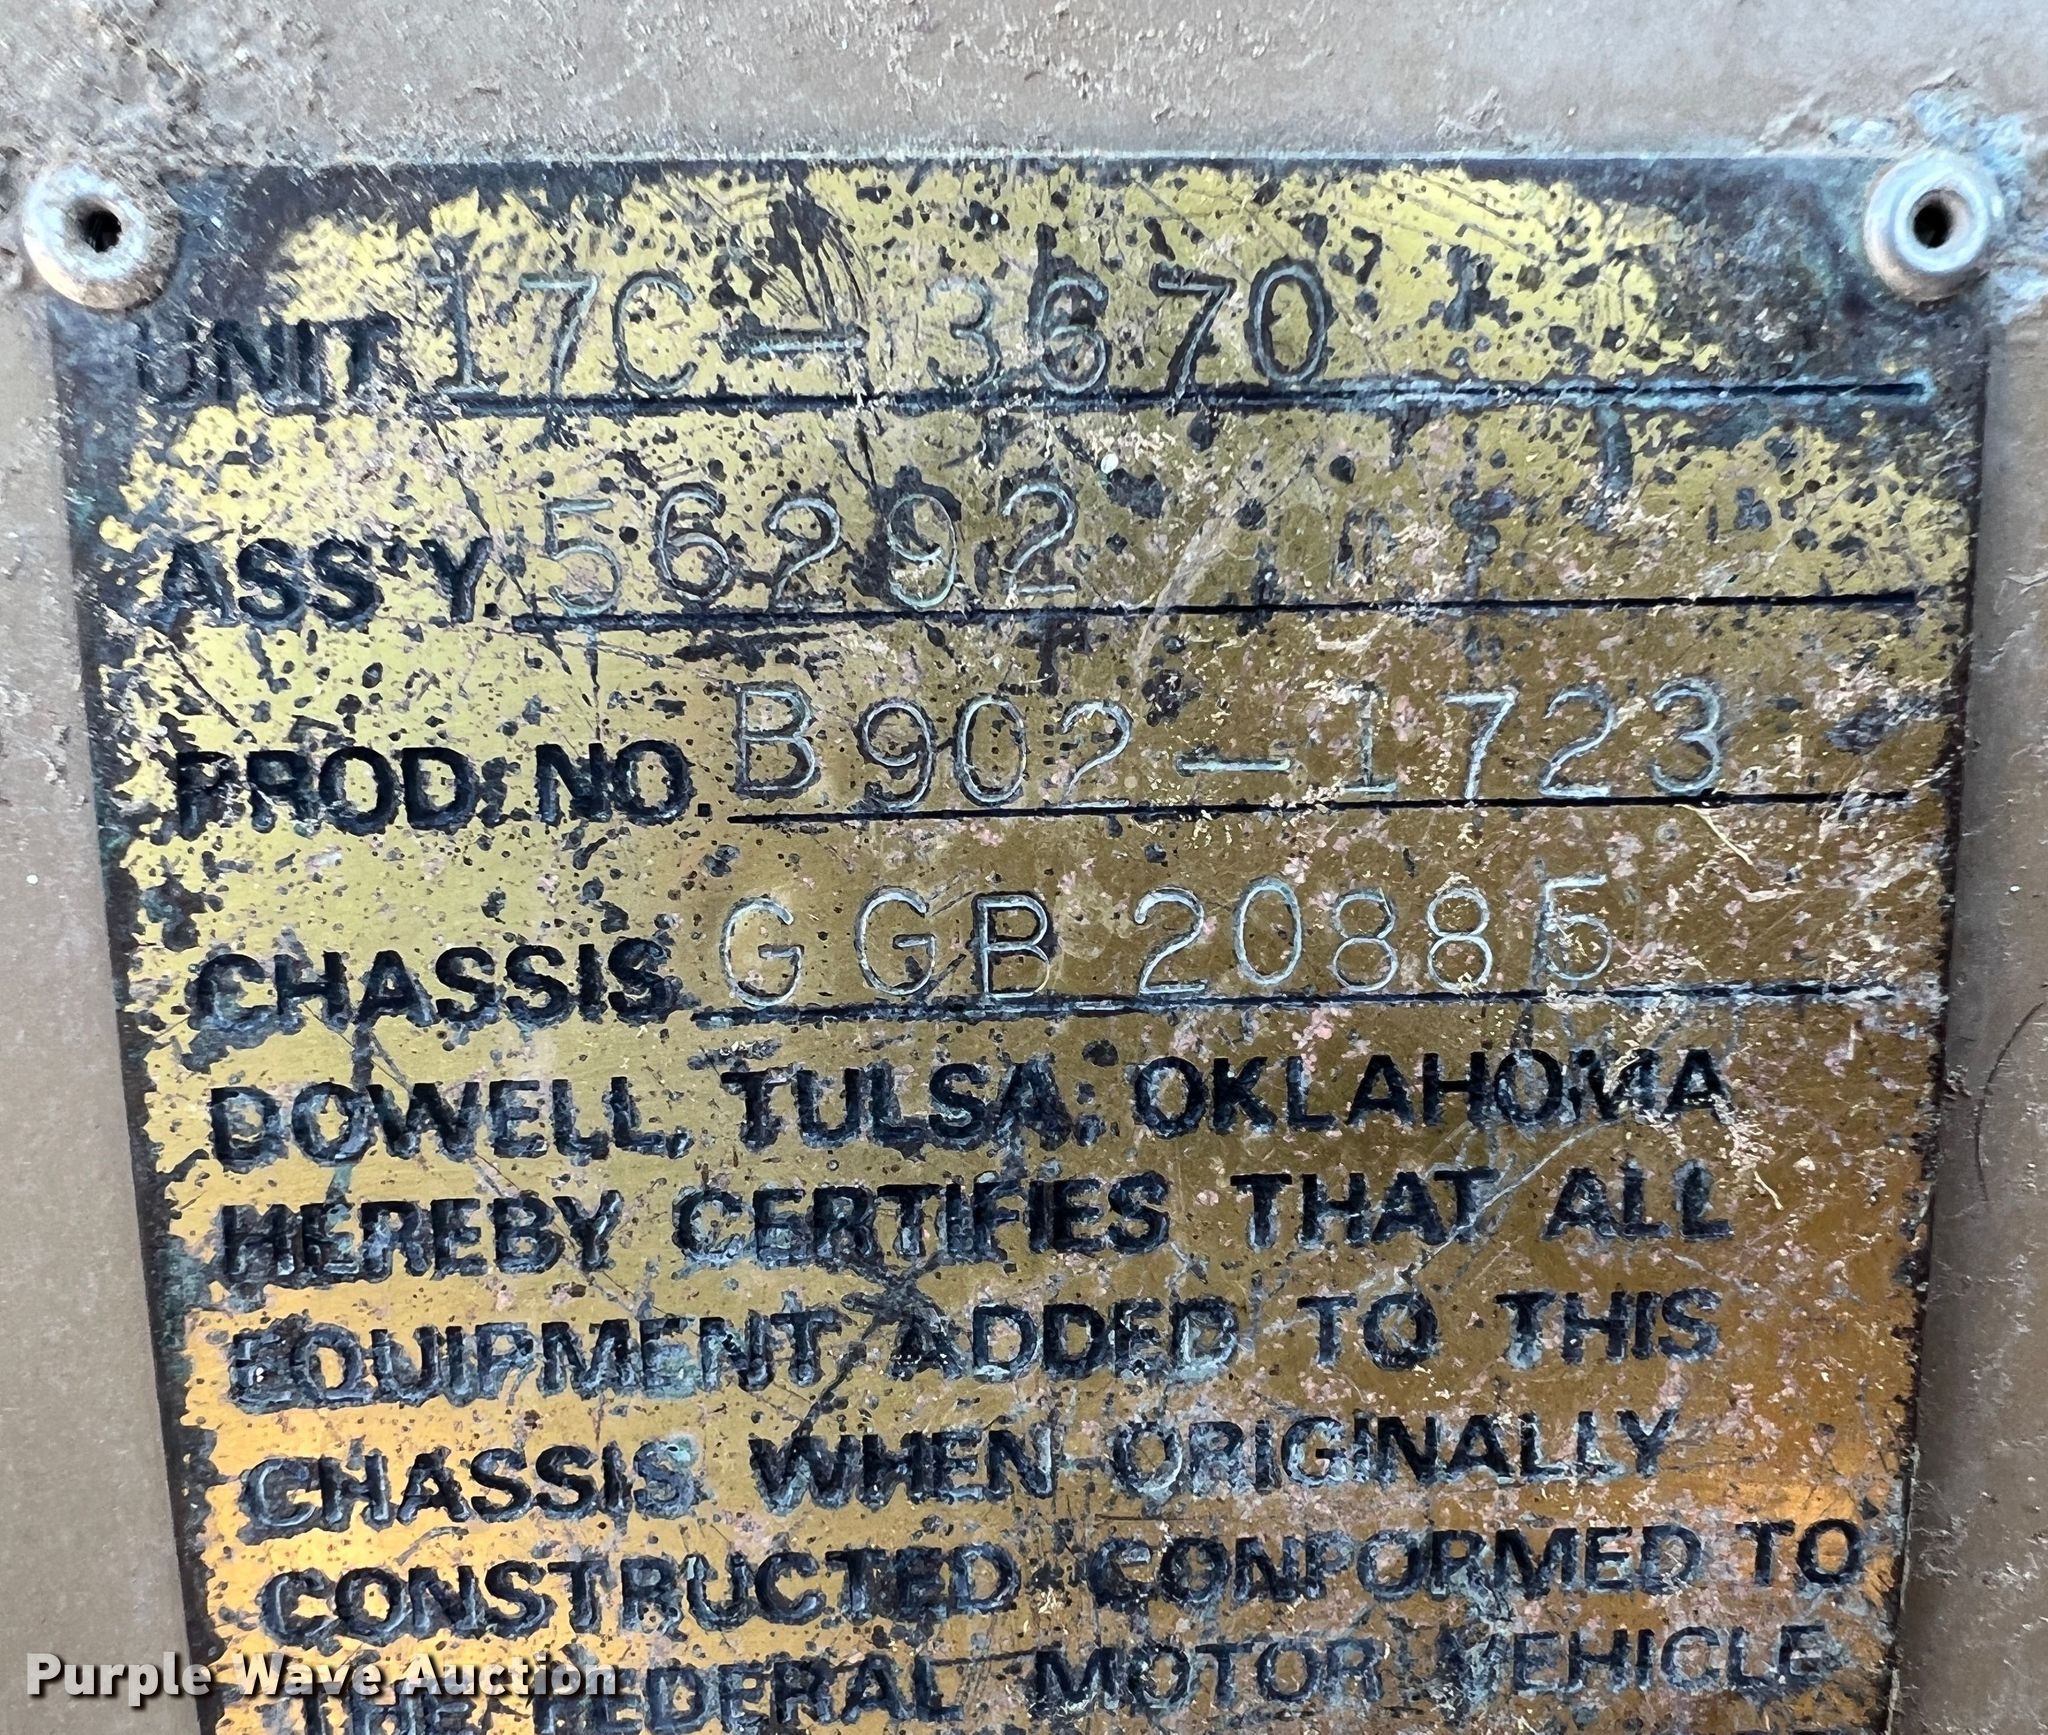 UNIT 17C-3670
ASS'Y. 56292
PROD. NO. B902-1723
CHASSIS GGB 20885
DOWELL, TULSA, OKLAHOMA
HEREBY CERTIFIES THAT ALL
EQUIPMENT ADDED TO THIS
CHASSIS WHEN ORIGINALLY
CONSTRUCTED CONFORMED TO
THE FEDERAL MOTOR VEHICLE
Purple Wave Auction